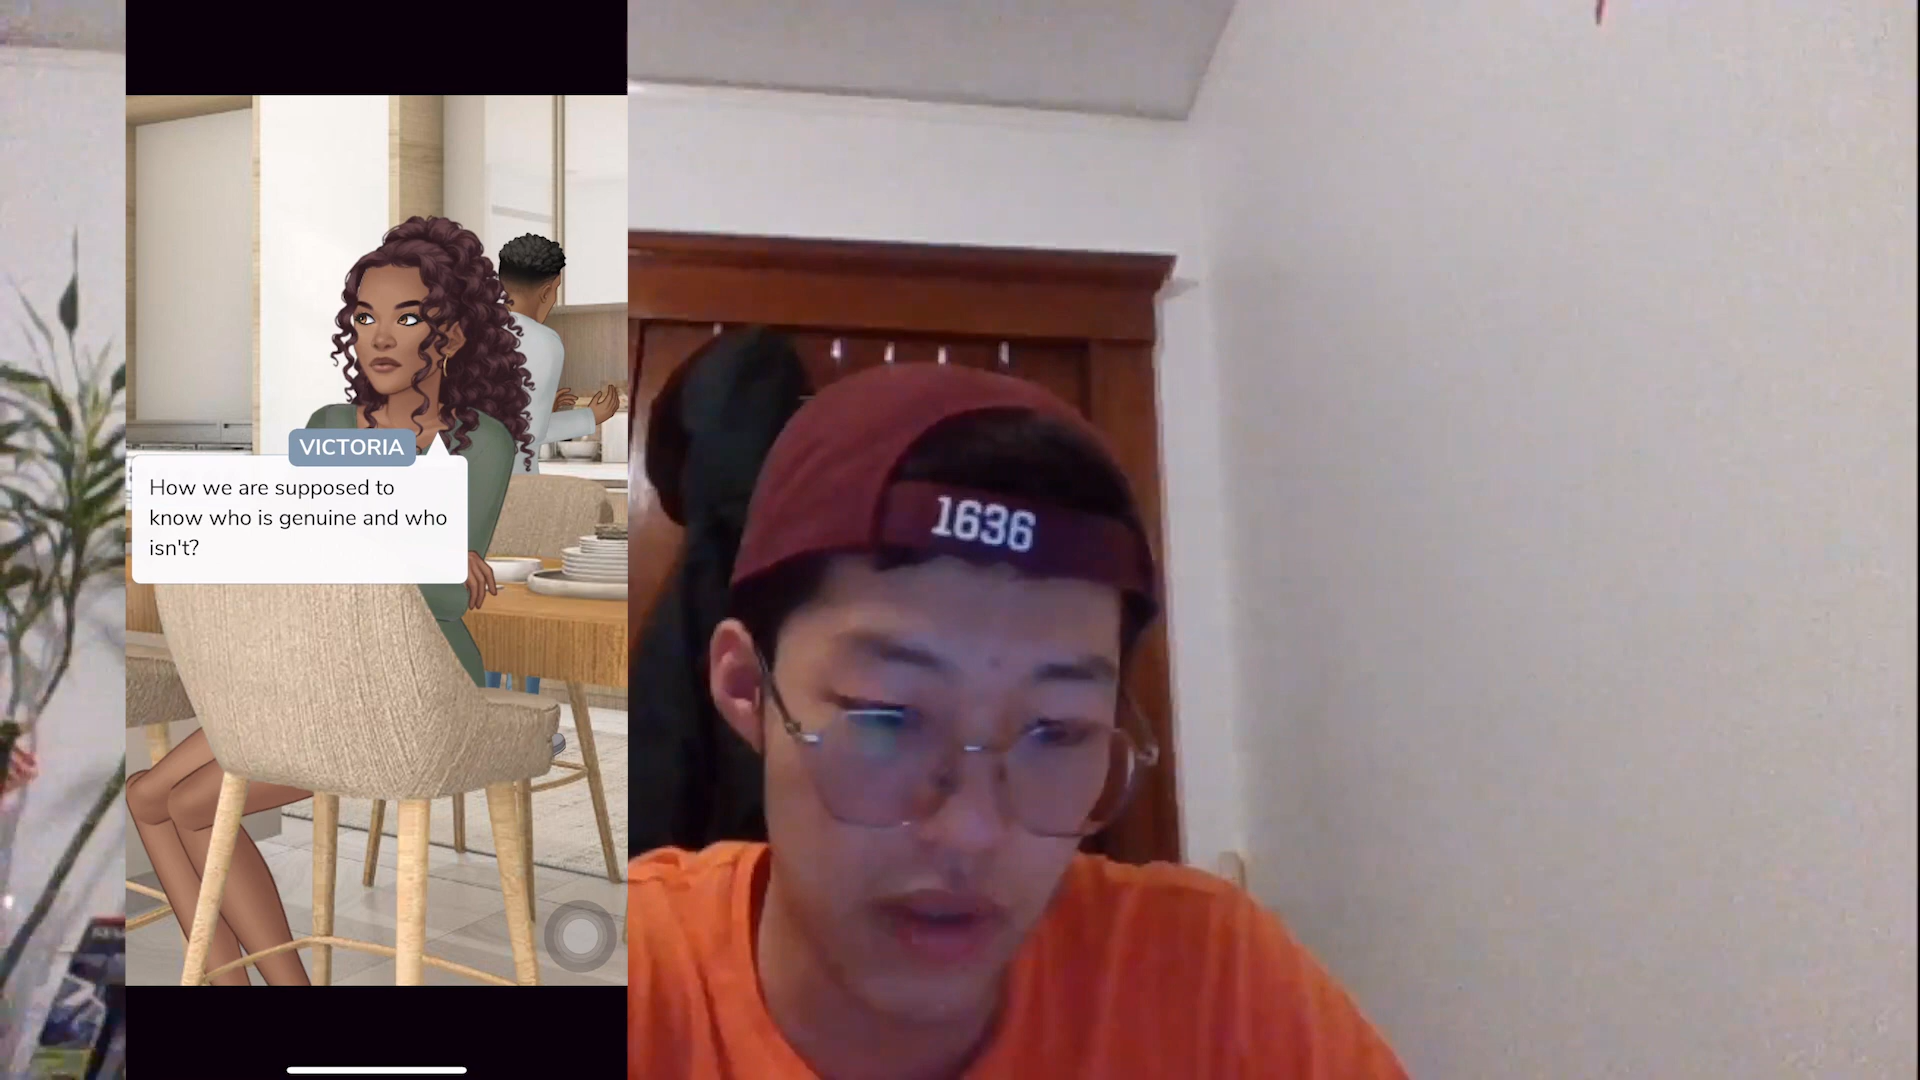 VICTORIA
How we are supposed to
know who is genuine and who
isn't?
1636